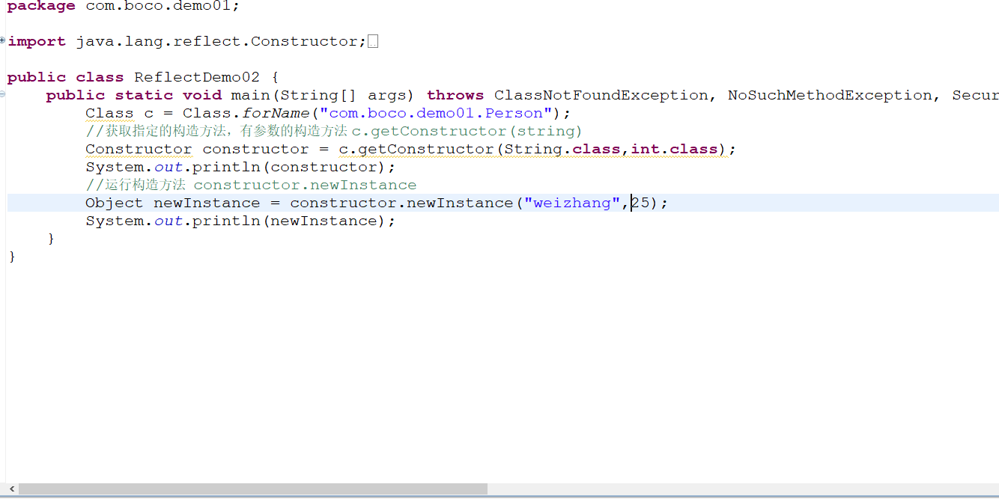 package com.boco.demo01;
import java.lang.reflect.Constructor;
public class ReflectDemo02 {
public static void main(String[] args) throws ClassNotFoundException, NoSuchMethodException, Secur
Class c = Class.forName("com.boco.demo01.Person");
//获取指定的构造方法，有参数的构造方法c.getConstructor(string)
Constructor constructor = c.getConstructor(String.class,int.class);
System.out.println(constructor);
//运行构造方法 constructor.newInstance
Object newInstance = constructor.newInstance("weizhang",25);
System.out.println(newInstance);
}
}